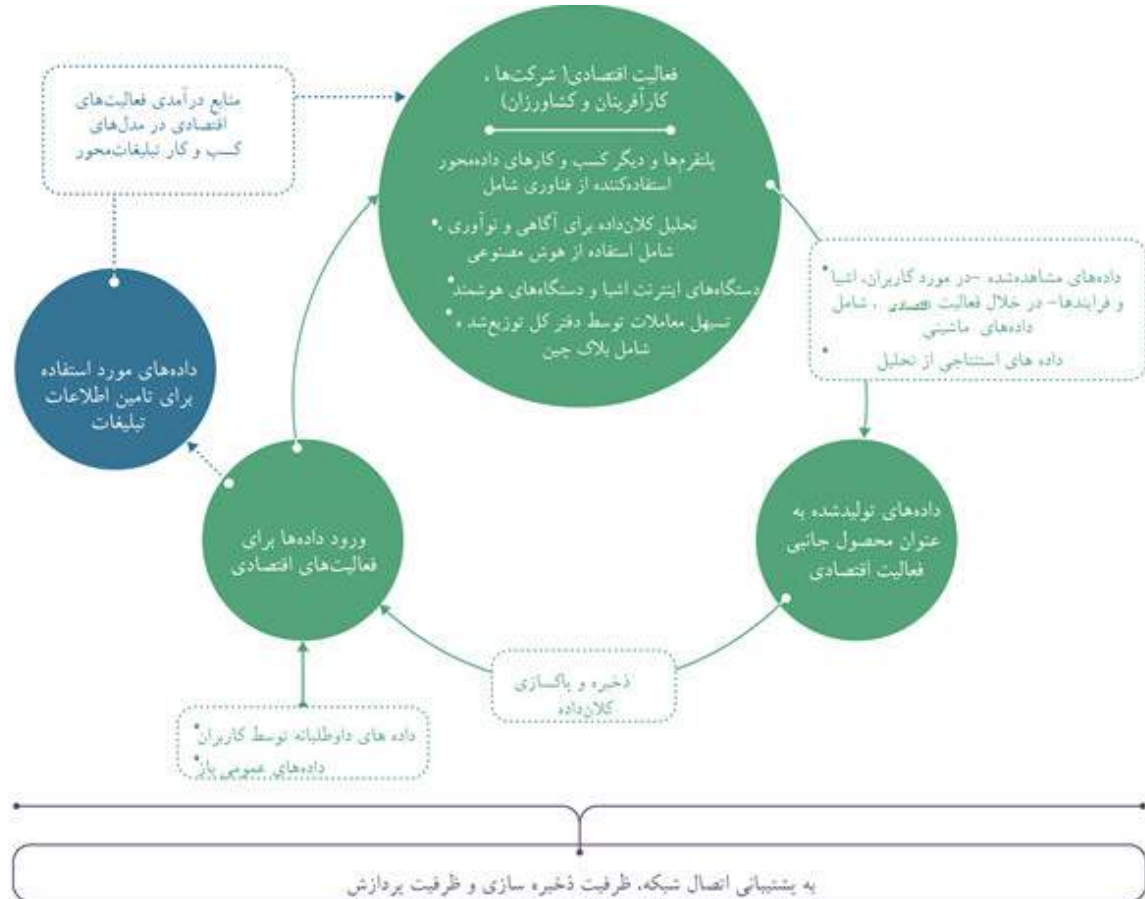 فعالیت اقتصادی( شرکت‌ها ،
کارآفرینان و کشاورزان)
پلتفرم‌ها و دیگر کسب و کارهای داده‌محور
استفاده‌کننده از فناوری شامل
تحلیل کلان‌داده برای آگاهی و نوآوری ،•
شامل استفاده از هوش مصنوعی
دستگاه‌های اینترنت اشیا و دستگاه‌های هوشمند•
تسهل معاملات توسط دفتر کل توزیع‌شد ،•
شامل بلاک چین
منابع درآمدی فعالیت‌های
اقتصادی در مدل‌های
کسب و کار تبلیغات‌محور
•داده‌های مشاهده‌شده -در مورد کاربران، اشیا
و فرایندها- در خلال فعالیت اقتصادی ، شامل
داده‌های ماشینی
• داده های استنتاجی از تحلیل
داده‌های مورد استفاده
برای تامین اطلاعات
تبلیغات
ورود داده‌ها برای
فعالیت‌های اقتصادی
داده‌های تولیدشده به
عنوان محصول جانبی
فعالیت اقتصادی
ذخیره و پاکسازی
کلان‌داده
داده های داوطلبانه توسط کاربران•
داده‌های عمومی باز•
به پشتیبانی اتصال شبکه، ظرفیت ذخیره سازی و ظرفیت پردازش